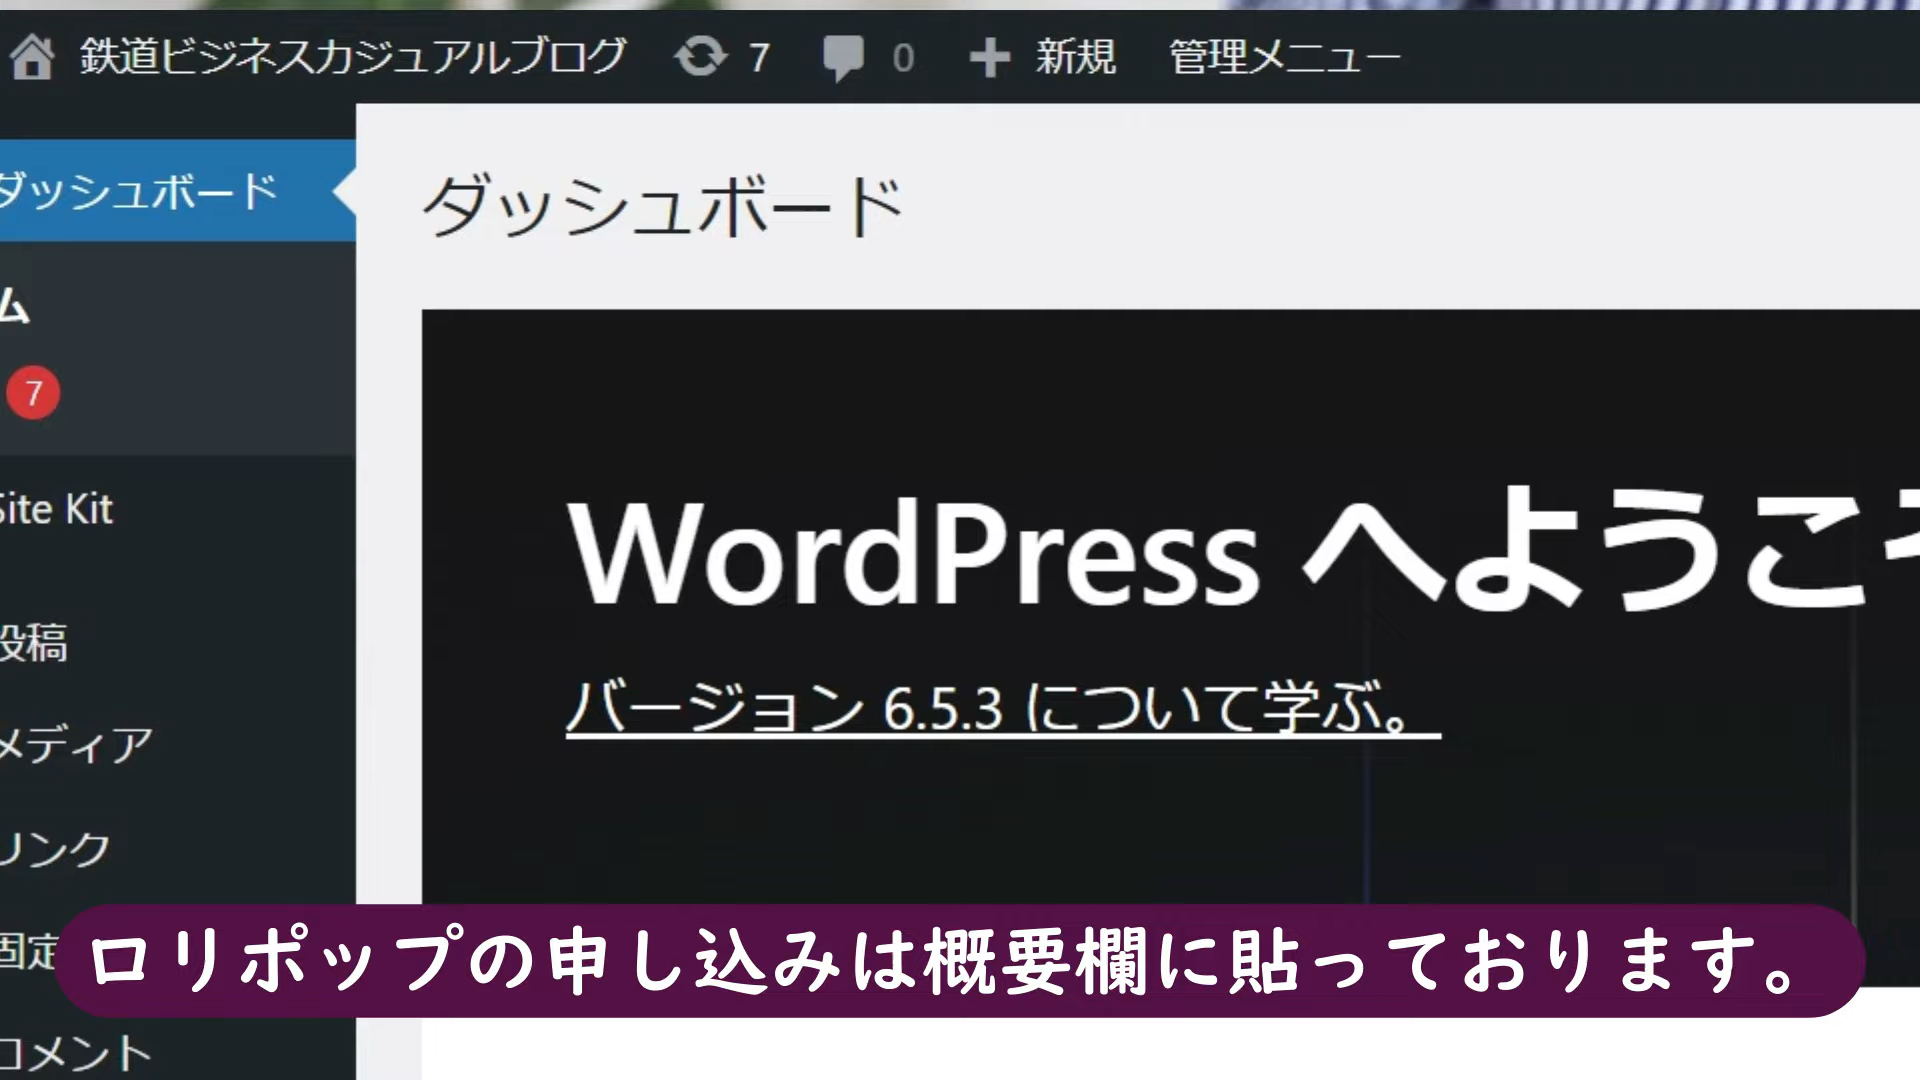 鉄道ビジネスカジュアルブログ 7 0 新規 管理メニュー
ダッシュボード
ダッシュボード
ム
7
Site Kit
WordPress へようこそ
バージョン 6.5.3 について学ぶ。
投稿
メディア
リンク
固定
ロリポップの申し込みは概要欄に貼っております。
コメント